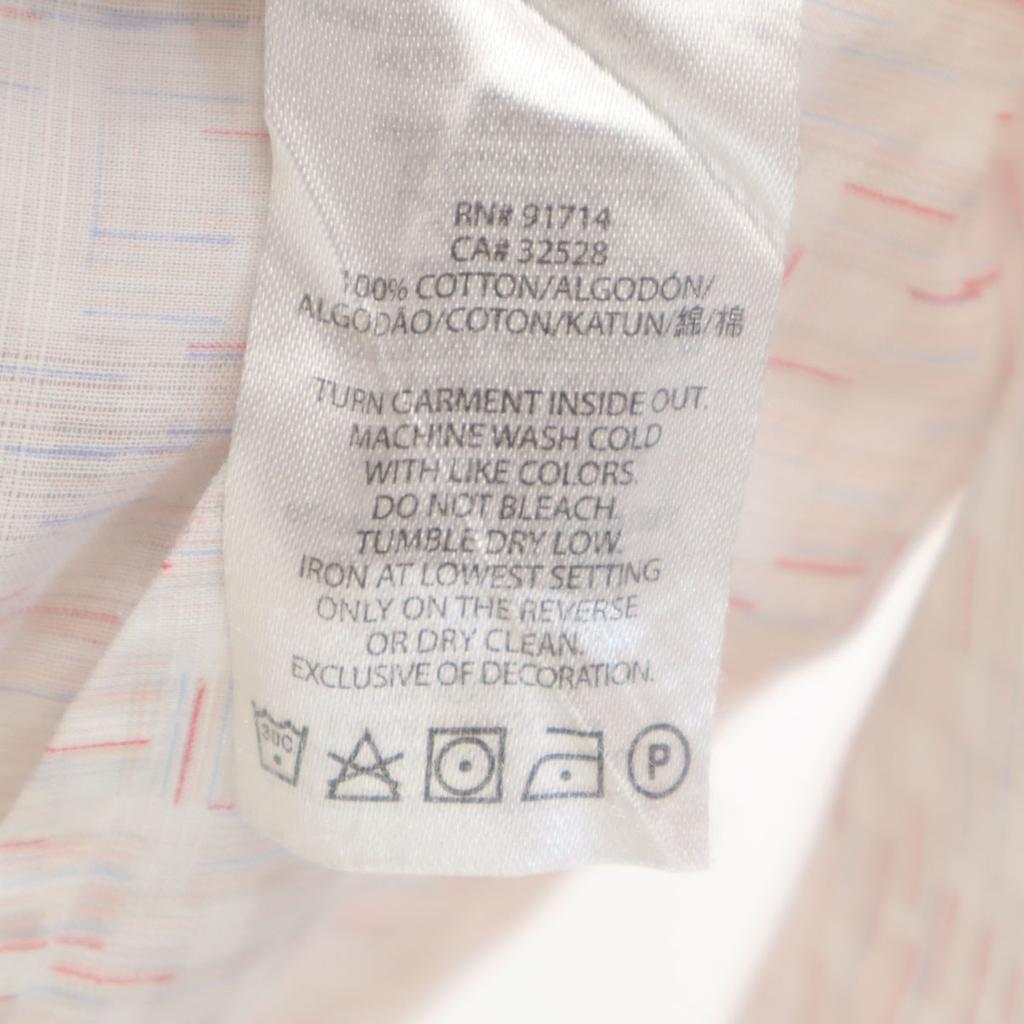 RN# 91714
CA# 32528
100% COTTON/ALGODÓN/
ALGODÃO/COTON/KATUN/綿/棉
TURN GARMENT INSIDE OUT.
MACHINE WASH COLD
WITH LIKE COLORS.
DO NOT BLEACH.
TUMBLE DRY LOW.
IRON AT LOWEST SETTING
ONLY ON THE REVERSE
OR DRY CLEAN.
EXCLUSIVE OF DECORATION.
30C P